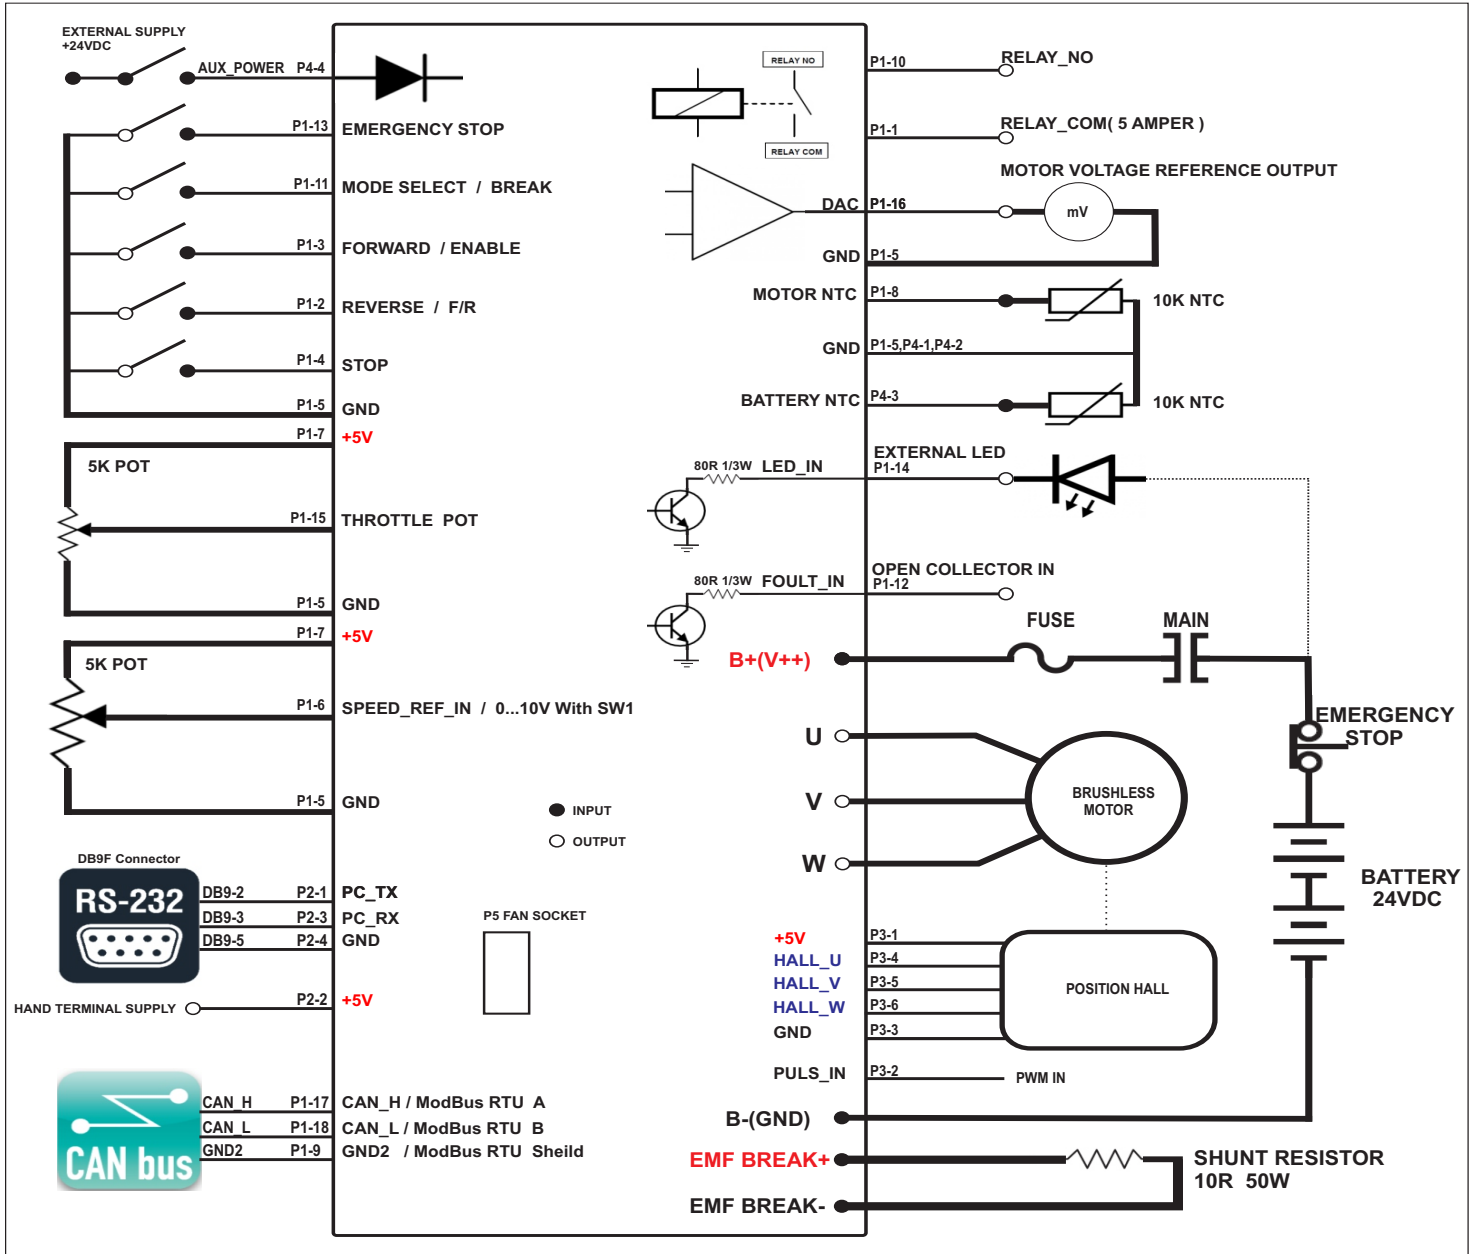 EXTERNAL SUPPLY
+24VDC
AUX_POWER P4-4
P1-13 EMERGENCY STOP
P1-11 MODE SELECT / BREAK
P1-3 FORWARD / ENABLE
P1-2 REVERSE / F/R
P1-4 STOP
P1-5 GND
P1-7 +5V
5K POT
P1-15 THROTTLE POT
P1-5 GND
P1-7 +5V
5K POT
P1-6 SPEED_REF_IN / 0...10V With SW1
P1-5 GND
DB9F Connector
RS-232
DB9-2 P2-1 PC_TX
DB9-3 P2-3 PC_RX
DB9-5 P2-4 GND
HAND TERMINAL SUPPLY P2-2 +5V
CAN bus
CAN_H P1-17 CAN_H / ModBus RTU A
CAN_L P1-18 CAN_L / ModBus RTU B
GND2 P1-9 GND2 / ModBus RTU Sheild
INPUT
OUTPUT
P5 FAN SOCKET
RELAY NO
RELAY COM
P1-10 RELAY_NO
P1-1 RELAY_COM( 5 AMPER )
MOTOR VOLTAGE REFERENCE OUTPUT
DAC P1-16 mV
GND P1-5
MOTOR NTC P1-8 10K NTC
GND P1-5,P4-1,P4-2
BATTERY NTC P4-3 10K NTC
EXTERNAL LED
80R 1/3W LED_IN P1-14
OPEN COLLECTOR IN
80R 1/3W FOULT_IN P1-12
FUSE MAIN
B+(V++)
EMERGENCY
STOP
U
V
W
BRUSHLESS
MOTOR
BATTERY
24VDC
+5V P3-1
HALL_U P3-4
HALL_V P3-5
HALL_W P3-6
GND P3-3
POSITION HALL
PULS_IN P3-2 PWM IN
B-(GND)
EMF BREAK+
EMF BREAK-
SHUNT RESISTOR
10R 50W